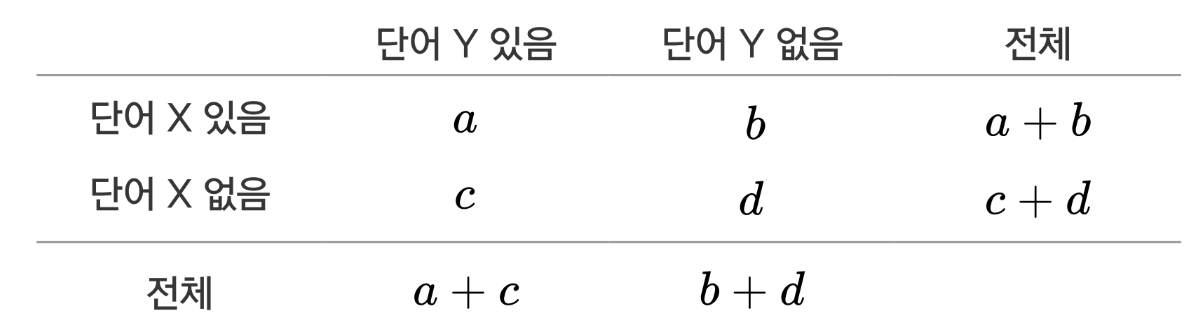 단어 Y 있음 단어 Y 없음 전체
단어 X 있음 a b a + b
단어 X 없음 c d c + d
전체 a + c b + d